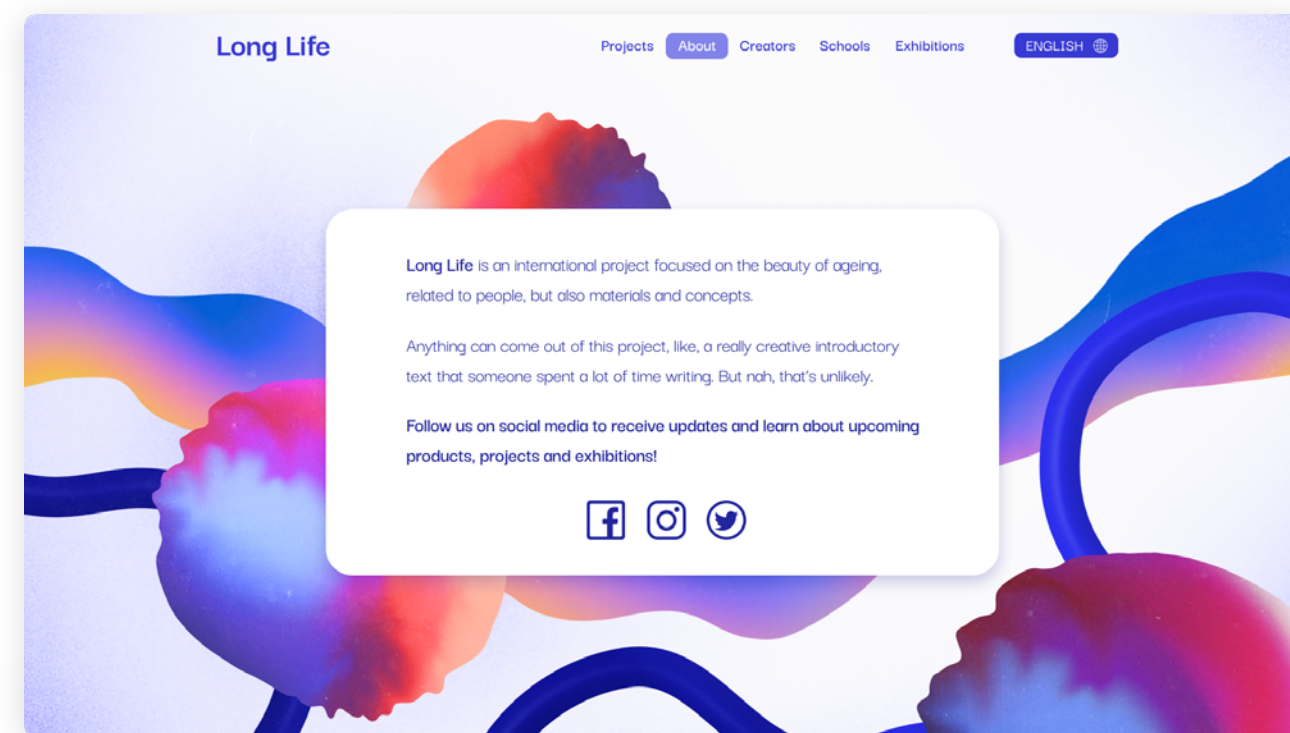 Long Life
Projects About Creators Schools Exhibitions ENGLISH
Long Life is an international project focused on the beauty of ageing,
related to people, but also materials and concepts.
Anything can come out of this project, like, a really creative introductory
text that someone spent a lot of time writing. But nah, that's unlikely.
Follow us on social media to receive updates and learn about upcoming
products, projects and exhibitions!